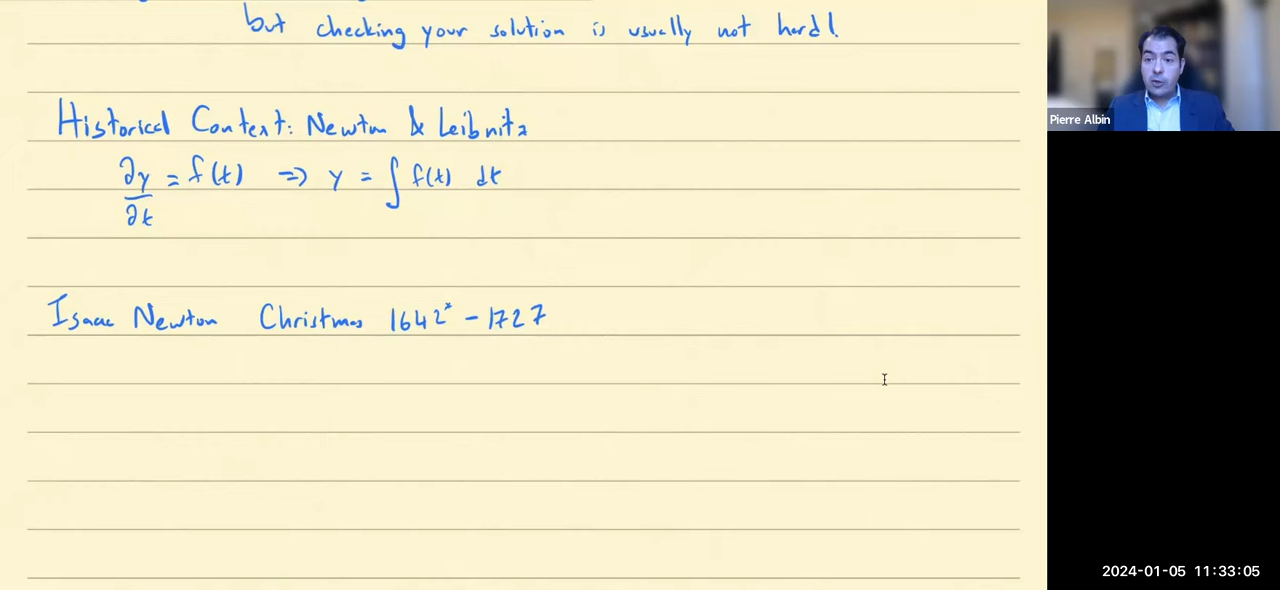 but checking your solution is usually not hard!
Historical Context: Newton & Leibnitz
∂y/∂t = f(t) => y = ∫ f(t) dt
Isaac Newton Christmas 1642* - 1727
Pierre Albin
2024-01-05 11:33:05